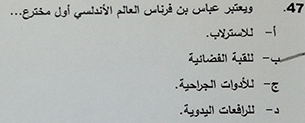 47. ويعتبر عباس بن فرناس العالم الأندلسي أول مخترع...
أ- للاسترلاب.
ب- للقبة الفضائية
ج- للأدوات الجراحية.
د- للرافعات اليدوية.